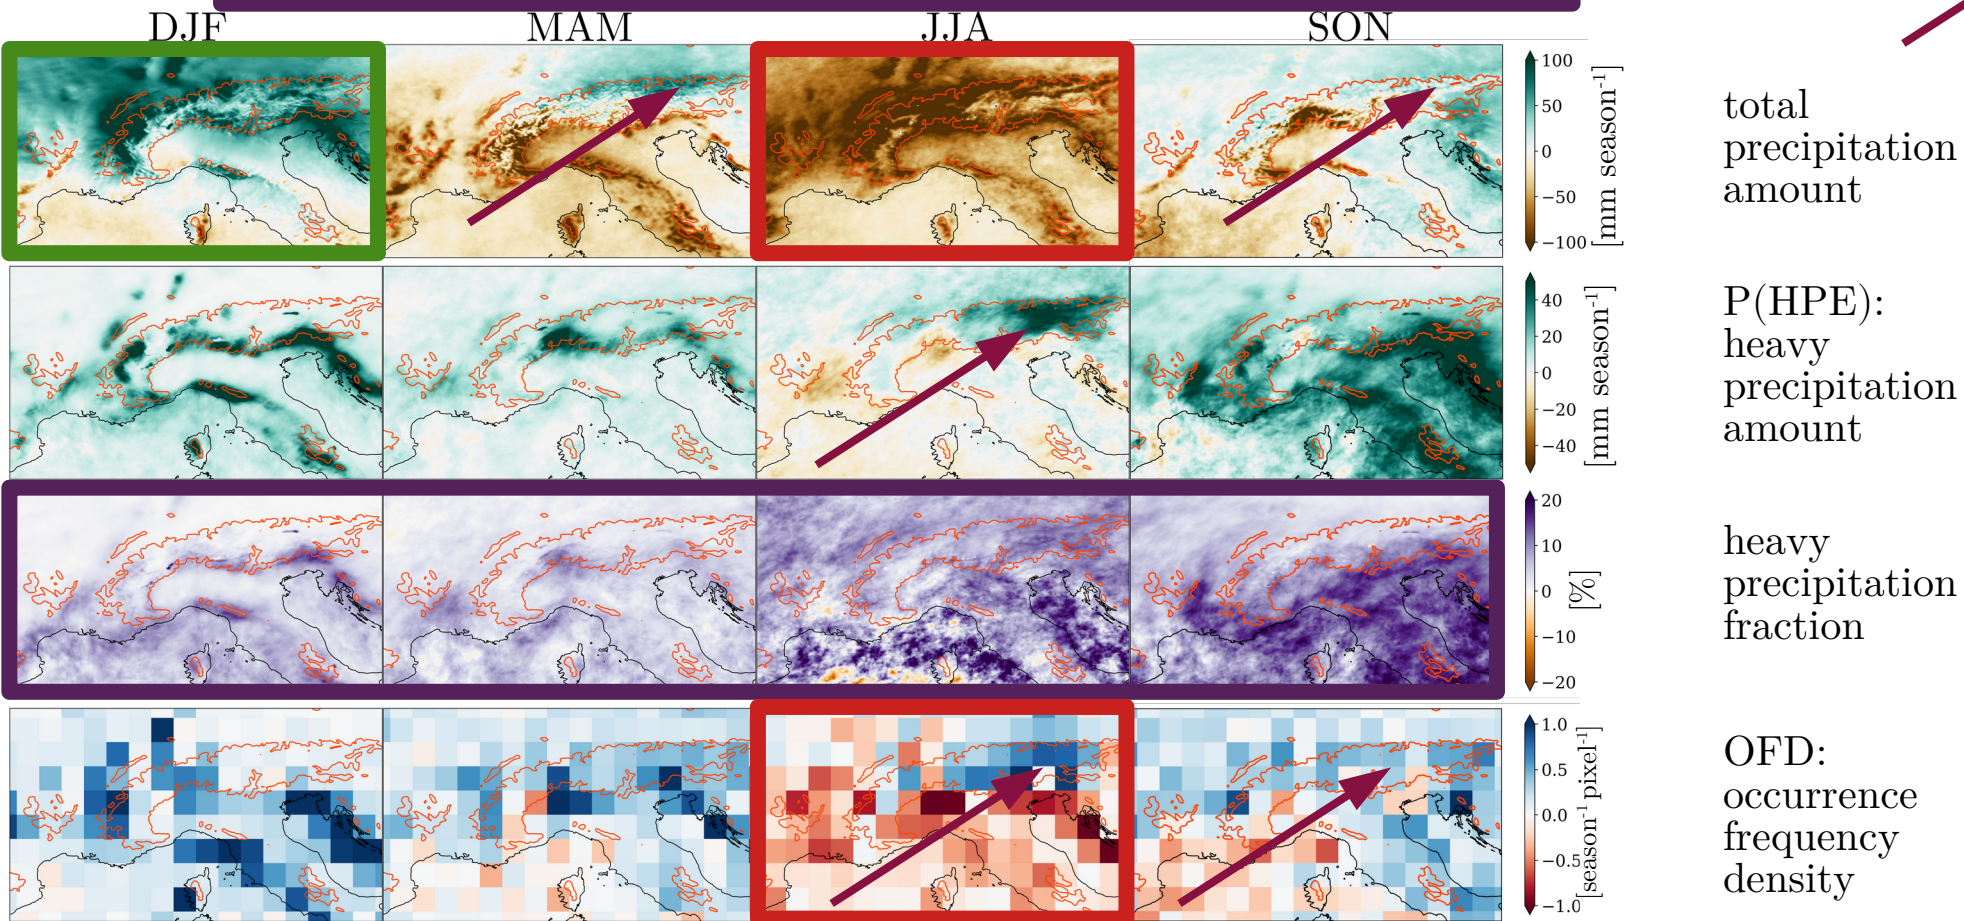 DJF MAM JJA SON
100
50
0
−50
−100
[mm season⁻¹]
total
precipitation
amount
40
20
0
−20
−40
[mm season⁻¹]
P(HPE):
heavy
precipitation
amount
20
10
0
−10
−20
[%]
heavy
precipitation
fraction
1.0
0.5
0.0
−0.5
−1.0
[season⁻¹ pixel⁻¹]
OFD:
occurrence
frequency
density